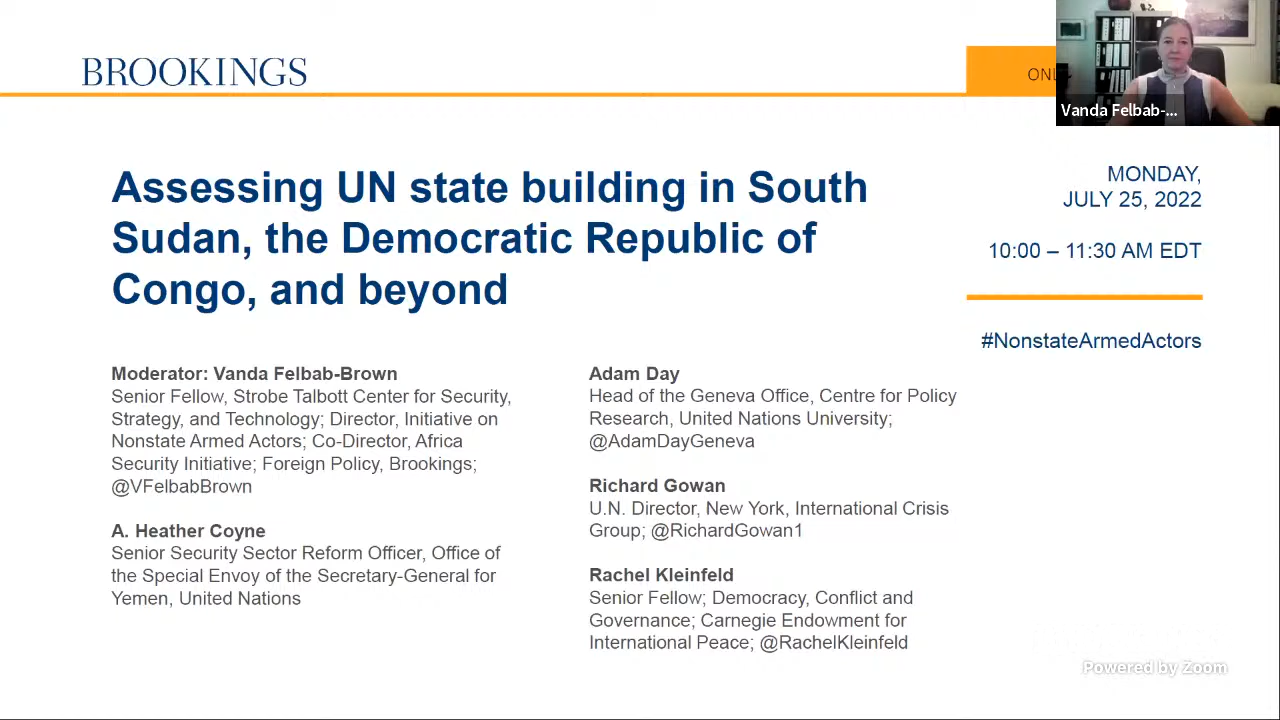 BROOKINGS
ONL
Vanda Felbab-...
Assessing UN state building in South
Sudan, the Democratic Republic of
Congo, and beyond
MONDAY,
JULY 25, 2022
10:00 – 11:30 AM EDT
#NonstateArmedActors
Moderator: Vanda Felbab-Brown
Senior Fellow, Strobe Talbott Center for Security,
Strategy, and Technology; Director, Initiative on
Nonstate Armed Actors; Co-Director, Africa
Security Initiative; Foreign Policy, Brookings;
@VFelbabBrown
A. Heather Coyne
Senior Security Sector Reform Officer, Office of
the Special Envoy of the Secretary-General for
Yemen, United Nations
Adam Day
Head of the Geneva Office, Centre for Policy
Research, United Nations University;
@AdamDayGeneva
Richard Gowan
U.N. Director, New York, International Crisis
Group; @RichardGowan1
Rachel Kleinfeld
Senior Fellow; Democracy, Conflict and
Governance; Carnegie Endowment for
International Peace; @RachelKleinfeld
Powered by Zoom